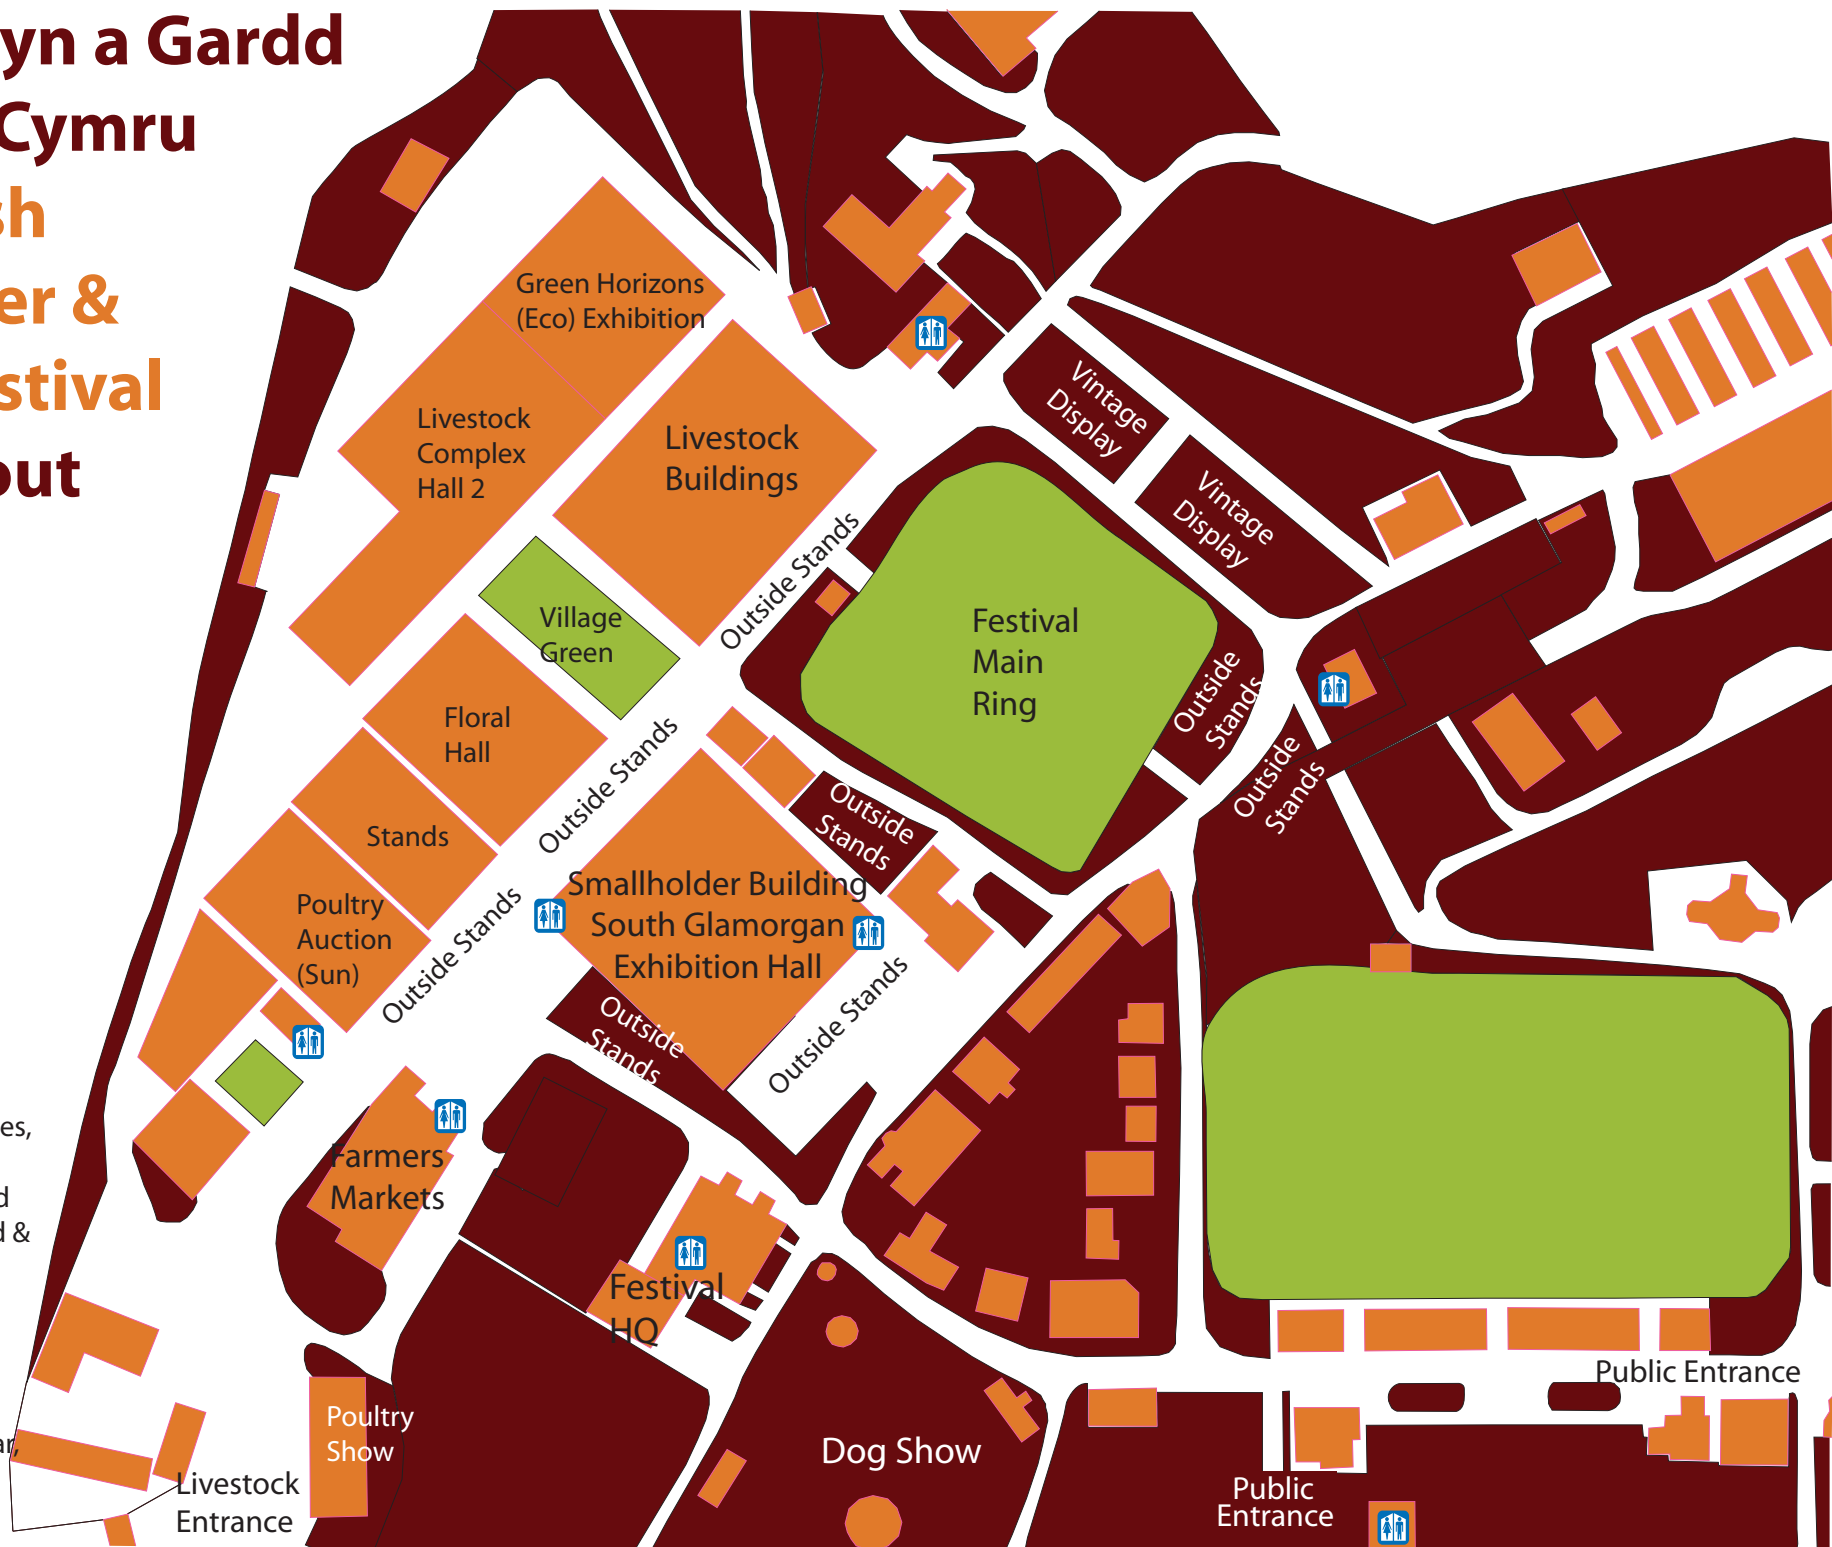 yn a Gardd
Cymru
sh
er &
stival
out
Green Horizons
(Eco) Exhibition
Livestock
Complex
Hall 2
Livestock
Buildings
Vintage
Display
Vintage
Display
Outside Stands
Village
Green
Festival
Main
Ring
Outside
Stands
Outside
Stands
Floral
Hall
Outside Stands
Stands
Outside
Stands
Smallholder Building
South Glamorgan
Exhibition Hall
Poultry
Auction
(Sun)
Outside Stands
Outside
Stands
Outside Stands
es,
d
d &
Farmers
Markets
Festival
HQ
Public Entrance
Poultry
Show
ar,
Dog Show
Livestock
Entrance
Public
Entrance